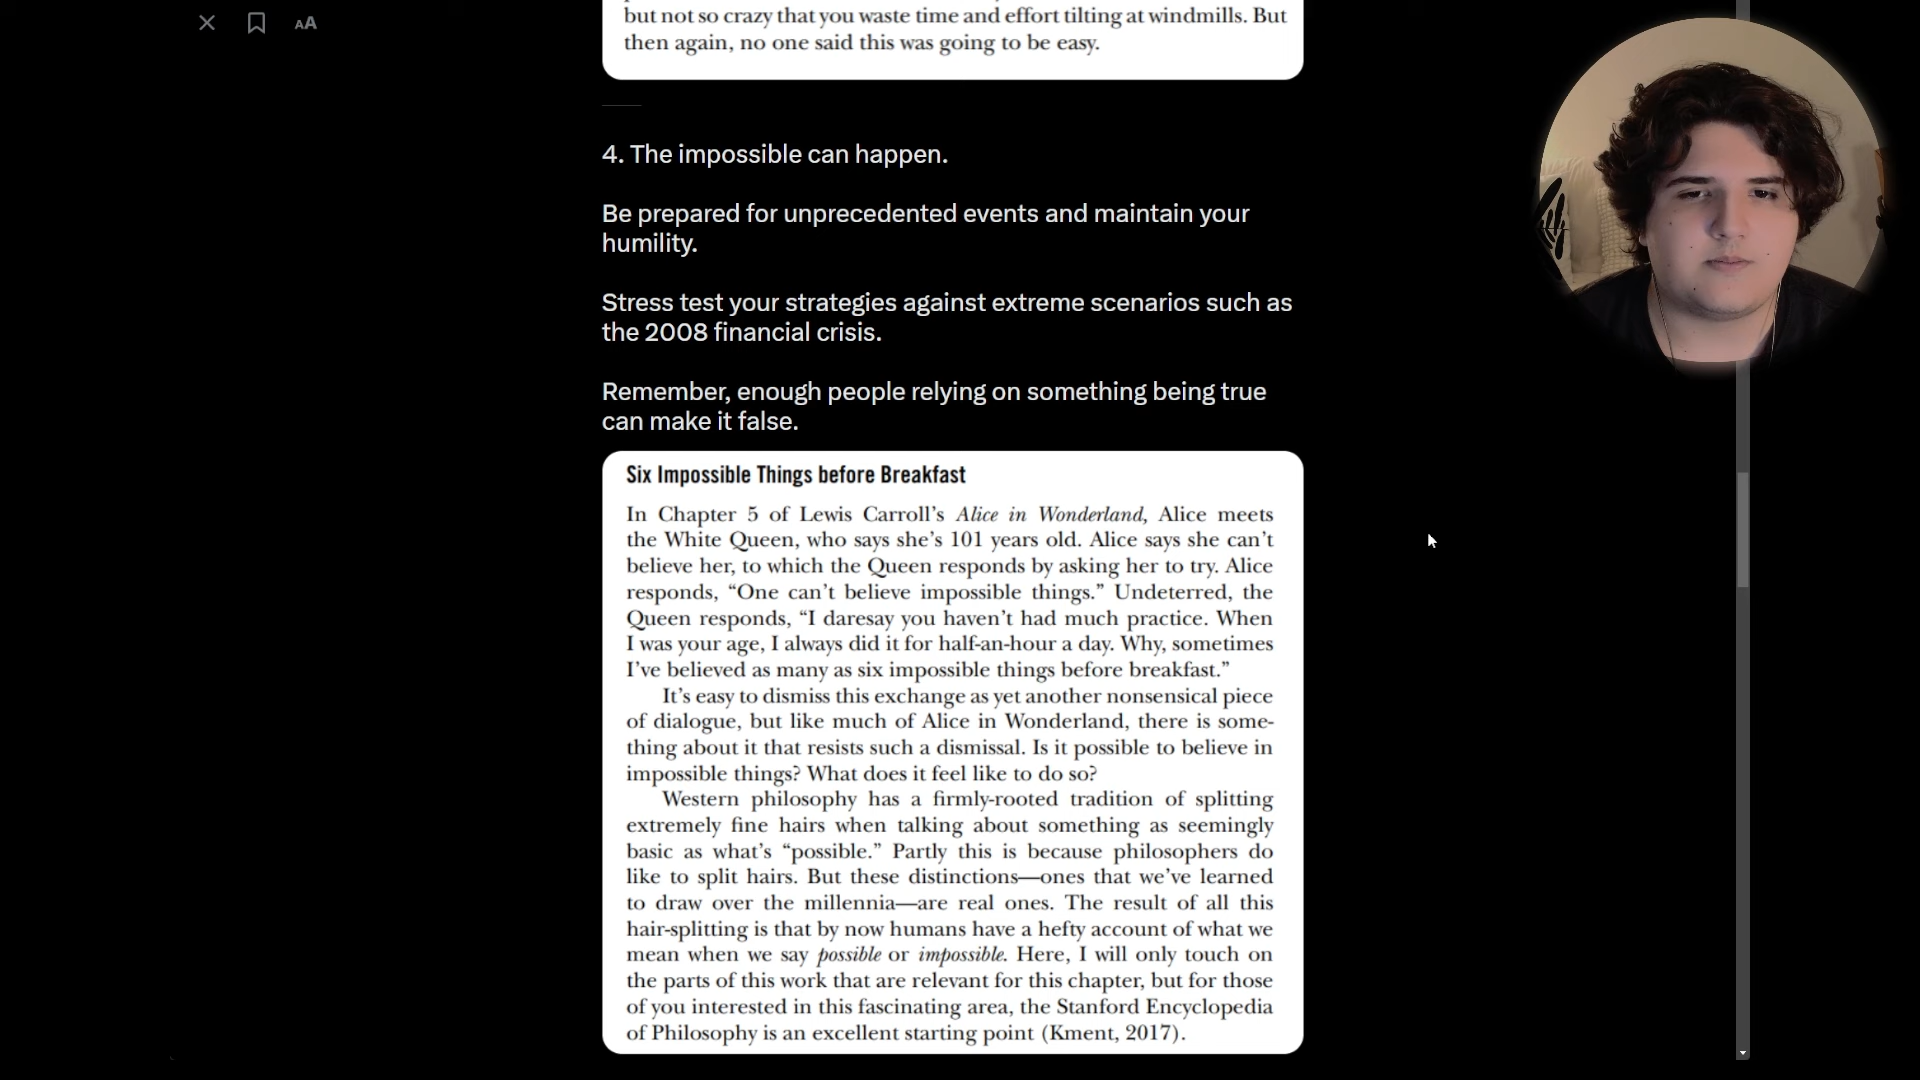 AA
but not so crazy that you waste time and effort tilting at windmills. But
then again, no one said this was going to be easy.
4. The impossible can happen.
Be prepared for unprecedented events and maintain your
humility.
Stress test your strategies against extreme scenarios such as
the 2008 financial crisis.
Remember, enough people relying on something being true
can make it false.
Six Impossible Things before Breakfast
In Chapter 5 of Lewis Carroll’s Alice in Wonderland, Alice meets
the White Queen, who says she’s 101 years old. Alice says she can’t
believe her, to which the Queen responds by asking her to try. Alice
responds, “One can’t believe impossible things.” Undeterred, the
Queen responds, “I daresay you haven’t had much practice. When
I was your age, I always did it for half-an-hour a day. Why, sometimes
I’ve believed as many as six impossible things before breakfast.”
It’s easy to dismiss this exchange as yet another nonsensical piece
of dialogue, but like much of Alice in Wonderland, there is some-
thing about it that resists such a dismissal. Is it possible to believe in
impossible things? What does it feel like to do so?
Western philosophy has a firmly-rooted tradition of splitting
extremely fine hairs when talking about something as seemingly
basic as what’s “possible.” Partly this is because philosophers do
like to split hairs. But these distinctions—ones that we’ve learned
to draw over the millennia—are real ones. The result of all this
hair-splitting is that by now humans have a hefty account of what we
mean when we say possible or impossible. Here, I will only touch on
the parts of this work that are relevant for this chapter, but for those
of you interested in this fascinating area, the Stanford Encyclopedia
of Philosophy is an excellent starting point (Kment, 2017).